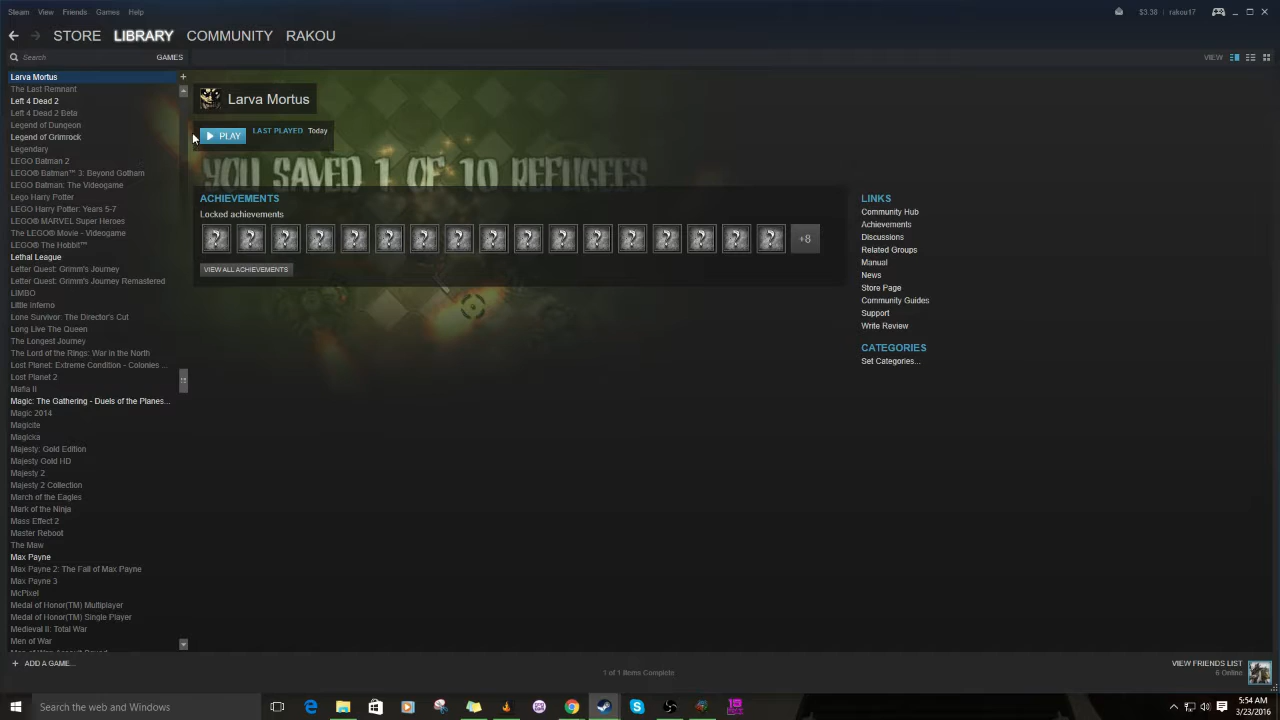 Steam View Friends Games Help $3.38 rakou17
STORE LIBRARY COMMUNITY RAKOU
Search GAMES VIEW
Larva Mortus
The Last Remnant
Left 4 Dead 2
Left 4 Dead 2 Beta
Legend of Dungeon
Legend of Grimrock
Legendary
LEGO Batman 2
LEGO® Batman™ 3: Beyond Gotham
LEGO Batman: The Videogame
Lego Harry Potter
LEGO Harry Potter: Years 5-7
LEGO® MARVEL Super Heroes
The LEGO® Movie - Videogame
LEGO® The Hobbit™
Lethal League
Letter Quest: Grimm's Journey
Letter Quest: Grimm's Journey Remastered
LIMBO
Little Inferno
Lone Survivor: The Director's Cut
Long Live The Queen
The Longest Journey
The Lord of the Rings: War in the North
Lost Planet: Extreme Condition - Colonies ...
Lost Planet 2
Mafia II
Magic: The Gathering - Duels of the Planes...
Magic 2014
Magicite
Magicka
Majesty: Gold Edition
Majesty Gold HD
Majesty 2
Majesty 2 Collection
March of the Eagles
Mark of the Ninja
Mass Effect 2
Master Reboot
The Maw
Max Payne
Max Payne 2: The Fall of Max Payne
Max Payne 3
McPixel
Medal of Honor(TM) Multiplayer
Medal of Honor(TM) Single Player
Medieval II: Total War
Men of War
+ ADD A GAME...
Larva Mortus
PLAY LAST PLAYED Today
YOU SAVED 1 OF 10 REFUGEES
ACHIEVEMENTS
Locked achievements
? ? ? ? ? ? ? ? ? ? ? ? ? ? ? ? ? +8
VIEW ALL ACHIEVEMENTS
LINKS
Community Hub
Achievements
Discussions
Related Groups
Manual
News
Store Page
Community Guides
Support
Write Review
CATEGORIES
Set Categories...
1 of 1 Items Complete
VIEW FRIENDS LIST
6 Online
Search the web and Windows
5:54 AM
3/23/2016